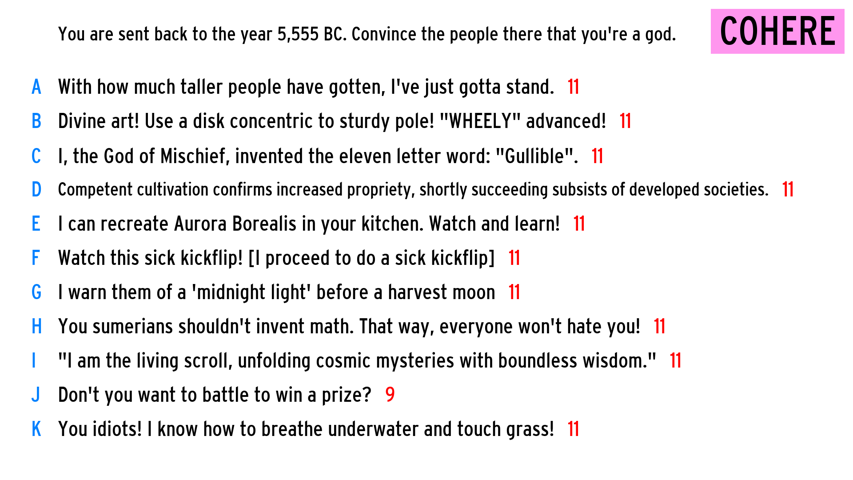 You are sent back to the year 5,555 BC. Convince the people there that you're a god.
COHERE
A With how much taller people have gotten, I've just gotta stand. 11
B Divine art! Use a disk concentric to sturdy pole! "WHEELY" advanced! 11
C I, the God of Mischief, invented the eleven letter word: "Gullible". 11
D Competent cultivation confirms increased propriety, shortly succeeding subsists of developed societies. 11
E I can recreate Aurora Borealis in your kitchen. Watch and learn! 11
F Watch this sick kickflip! [I proceed to do a sick kickflip] 11
G I warn them of a 'midnight light' before a harvest moon 11
H You sumerians shouldn't invent math. That way, everyone won't hate you! 11
I "I am the living scroll, unfolding cosmic mysteries with boundless wisdom." 11
J Don't you want to battle to win a prize? 9
K You idiots! I know how to breathe underwater and touch grass! 11